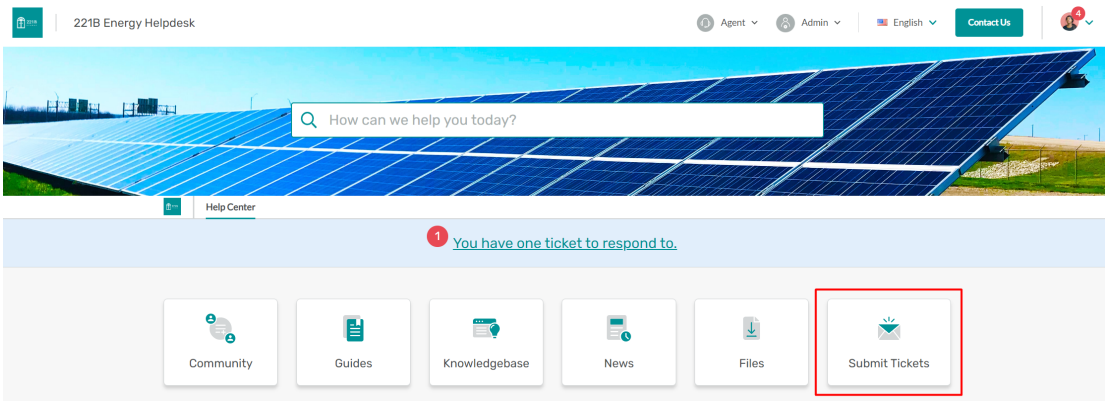 221B Energy Helpdesk
Agent
Admin
English
Contact Us
4
How can we help you today?
Help Center
1
You have one ticket to respond to.
Community
Guides
Knowledgebase
News
Files
Submit Tickets